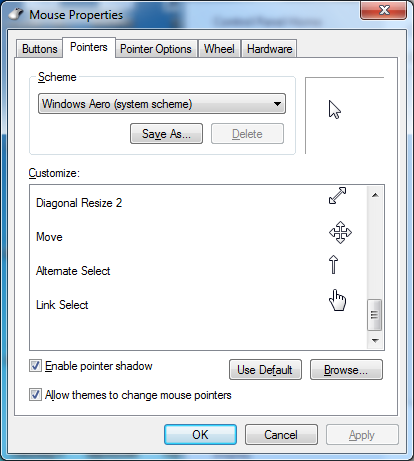 Mouse Properties
Buttons Pointers Pointer Options Wheel Hardware
Scheme
Windows Aero (system scheme)
Save As... Delete
Customize:
Diagonal Resize 2
Move
Alternate Select
Link Select
Enable pointer shadow
Use Default Browse...
Allow themes to change mouse pointers
OK Cancel Apply